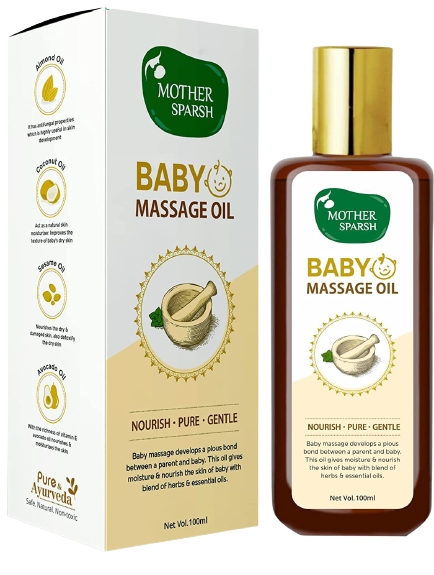 Almond Oil
It has antifungal properties
which is highly useful in skin
development
Coconut Oil
Act as a natural skin
moisturiser. Improves the
texture of baby's dry skin
Sesame Oil
Nourishes the dry &
damaged skin, also detoxify
the dry skin
Avocado Oil
With the richness of vitamin E
avocado oil nourishes &
moisturizes the skin
Pure &
Ayurveda
Safe, Natural, Non-toxic
MOTHER
SPARSH
BABY
MASSAGE OIL
NOURISH • PURE • GENTLE
Baby massage develops a pious bond
between a parent and baby. This oil gives
moisture & nourish the skin of baby with
blend of herbs & essential oils.
Net Vol.100ml
MOTHER
SPARSH
BABY
MASSAGE OIL
NOURISH • PURE • GENTLE
Baby massage develops a pious
bond between a parent and baby.
This oil gives moisture & nourish
the skin of baby with blend of
herbs & essential oils.
Net Vol.100ml